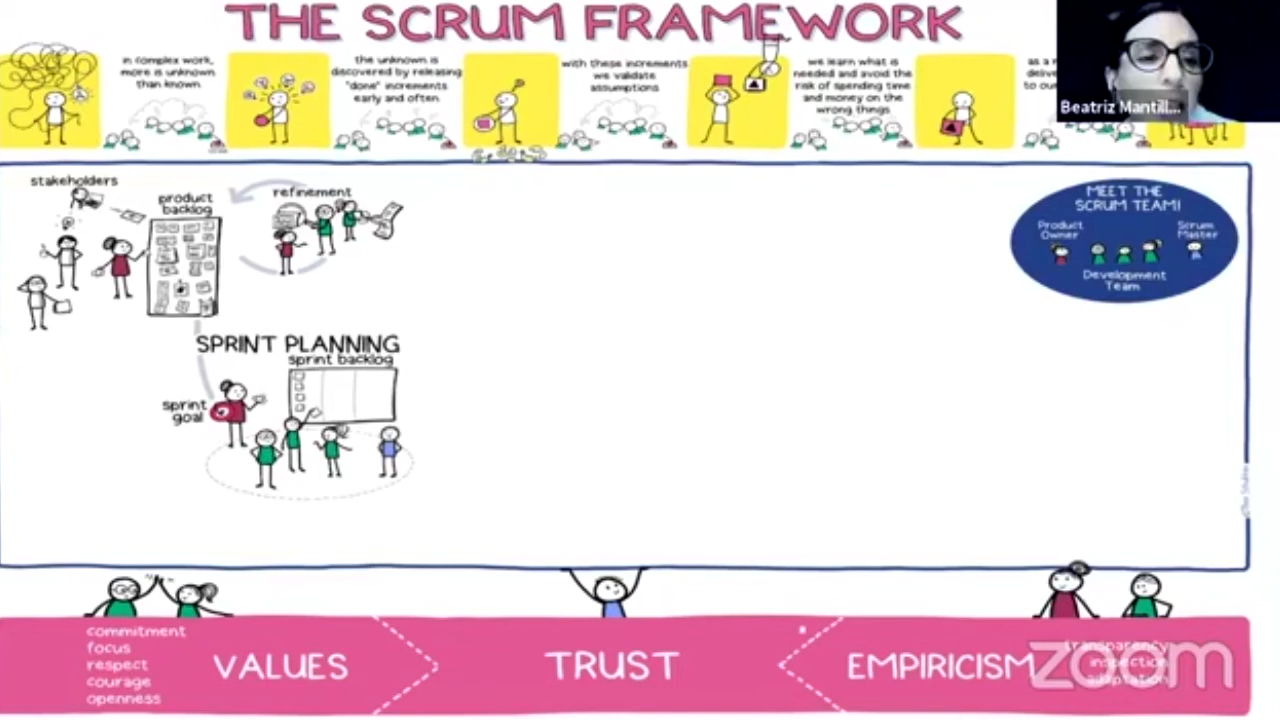 THE SCRUM FRAMEWORK
in complex work,
more is unknown
than known
the unknown is
discovered by releasing
"done" increments
early and often
with these increments
we validate
assumptions
we learn what is
needed and avoid the
risk of spending time
and money on the
wrong things
as a
to
Beatriz Mantill...
stakeholders
product
backlog
refinement
MEET THE
SCRUM TEAM!
Product
Owner
Scrum
Master
Development
Team
SPRINT PLANNING
sprint backlog
sprint
goal
commitment
focus
respect
courage
openness
VALUES
TRUST
EMPIRICISM
transparency
inspection
adaptation
zoom